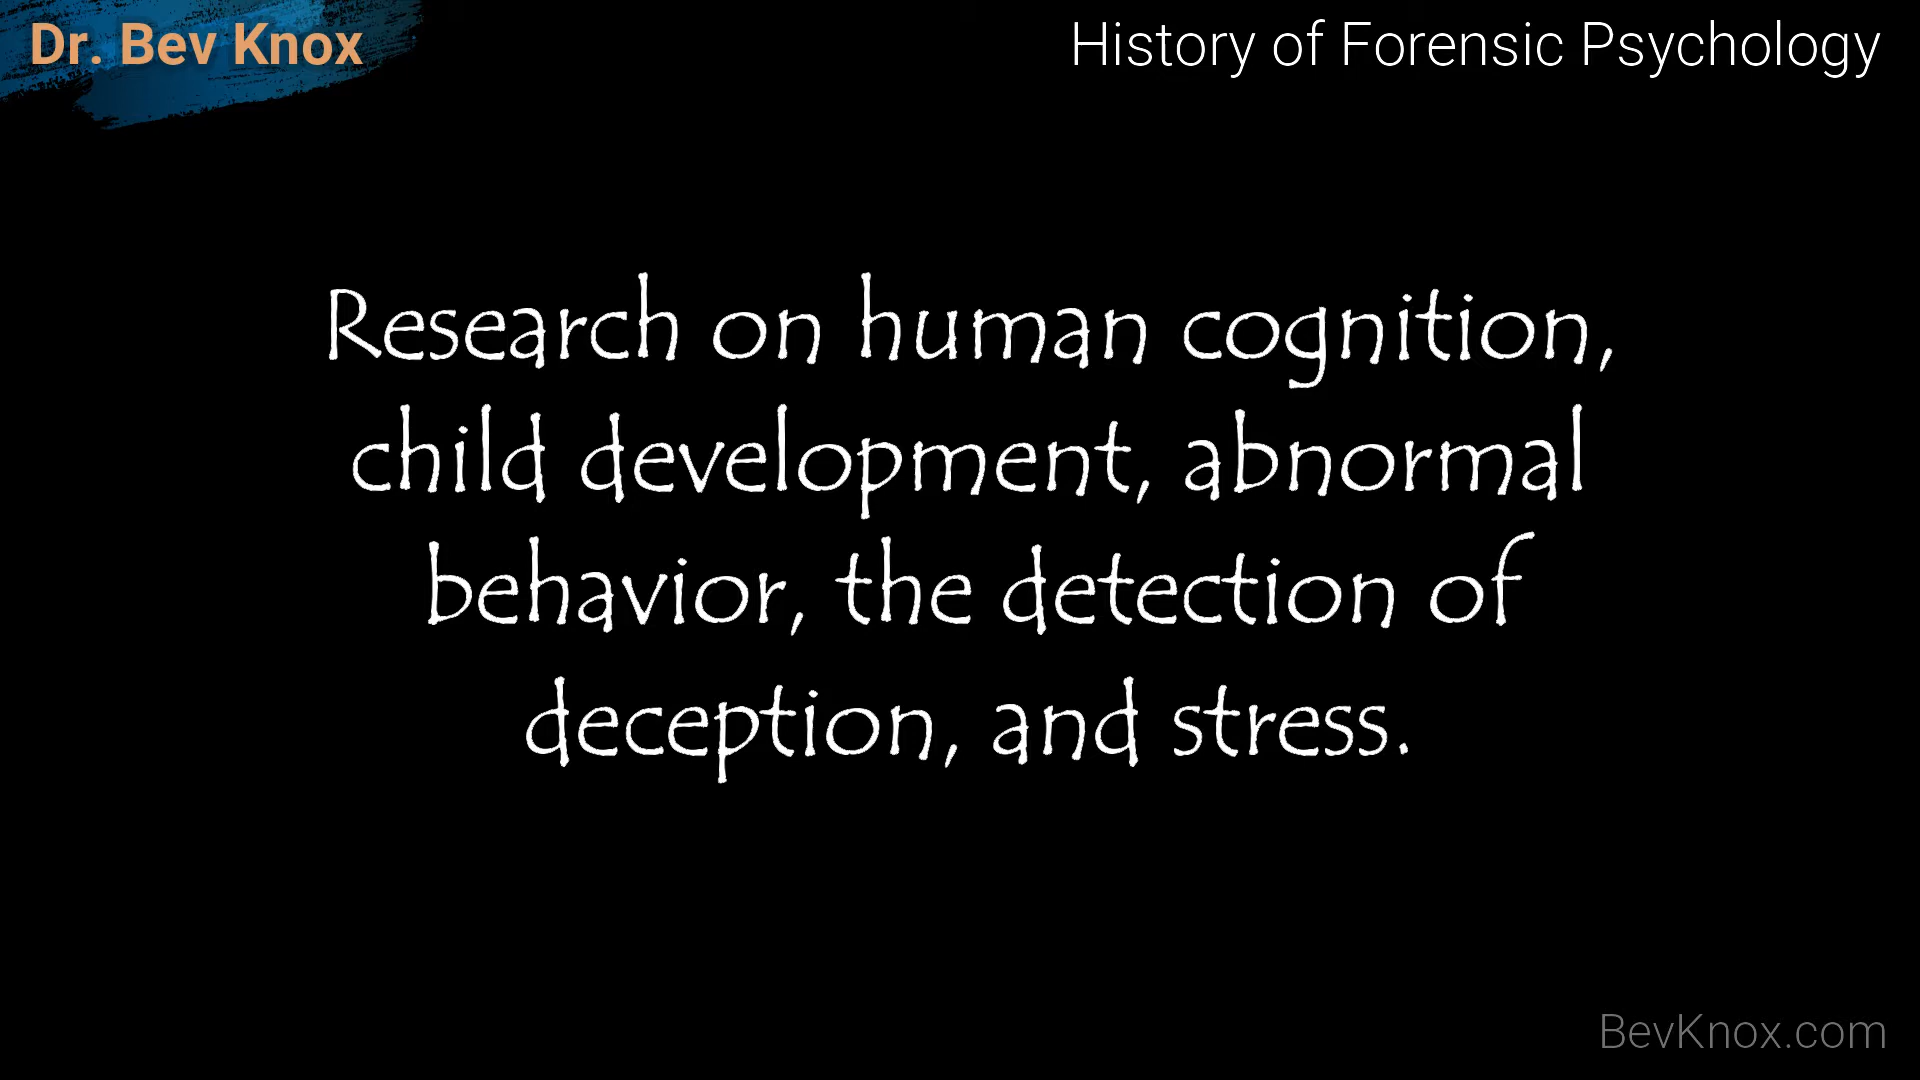 Dr. Bev Knox
History of Forensic Psychology
Research on human cognition,
child development, abnormal
behavior, the detection of
deception, and stress.
BevKnox.com